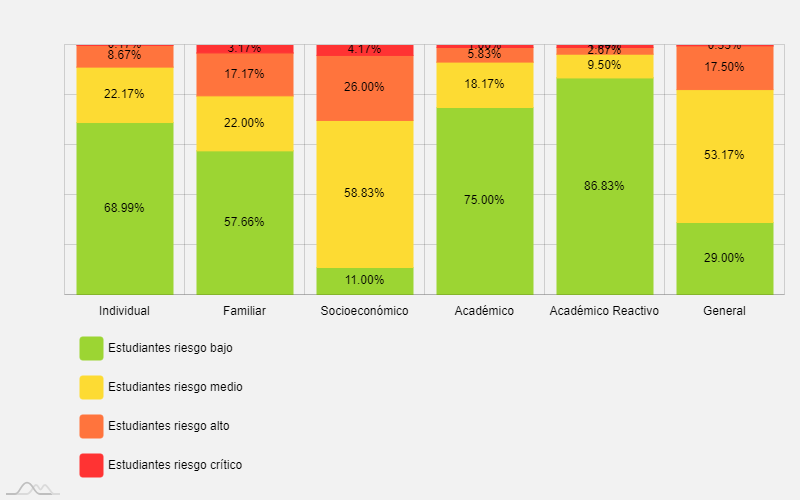 3.17%
4.17%
8.67%
17.17%
26.00%
5.83%
2.67%
17.50%
22.17%
22.00%
58.83%
18.17%
9.50%
53.17%
68.99%
57.66%
11.00%
75.00%
86.83%
29.00%
Individual
Familiar
Socioeconómico
Académico
Académico Reactivo
General
Estudiantes riesgo bajo
Estudiantes riesgo medio
Estudiantes riesgo alto
Estudiantes riesgo crítico